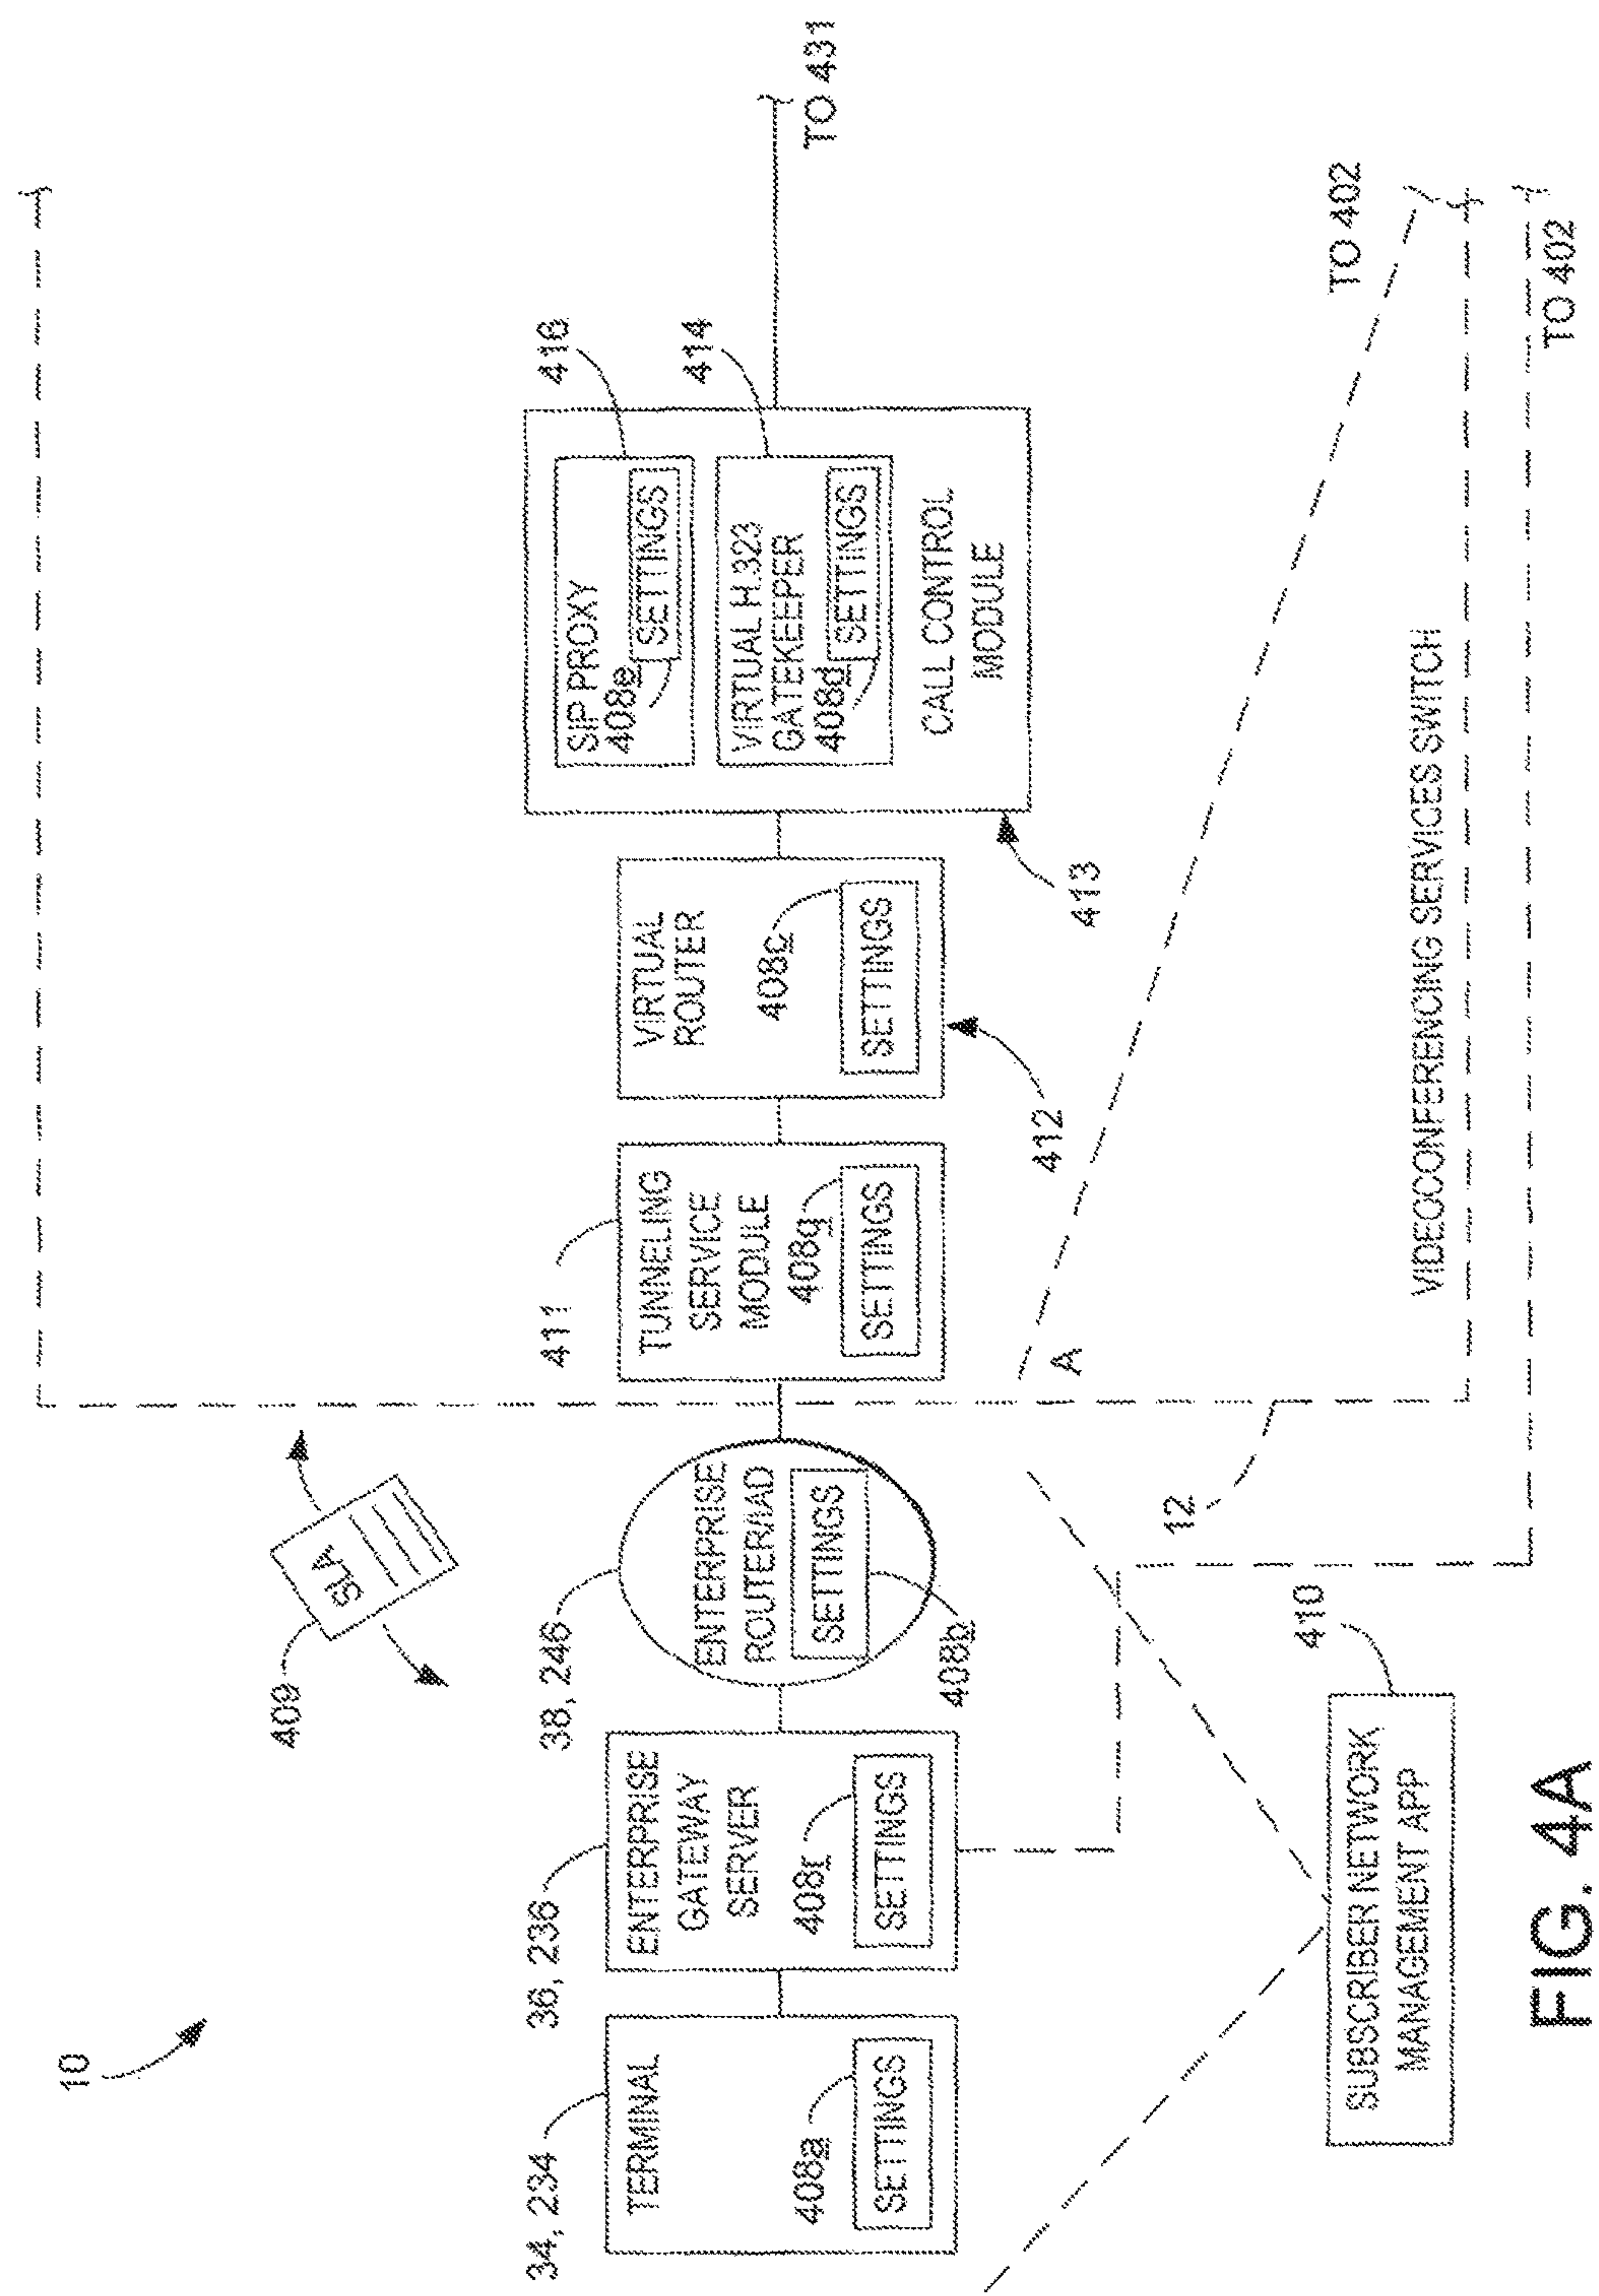 10
409
SLA
34, 234
TERMINAL
408a
SETTINGS
36, 236
ENTERPRISE
GATEWAY
SERVER
408r
SETTINGS
38, 246
ENTERPRISE
ROUTER/IAD
SETTINGS
408b
411
TUNNELING
SERVICE
MODULE
408q
SETTINGS
412
VIRTUAL
ROUTER
408c
SETTINGS
413
416
SIP PROXY
408e
SETTINGS
414
VIRTUAL H.323
GATEKEEPER
408d
SETTINGS
CALL CONTROL
MODULE
TO 431
A
TO 402
12
VIDEOCONFERENCING SERVICES SWITCH
TO 402
410
SUBSCRIBER NETWORK
MANAGEMENT APP
FIG. 4A